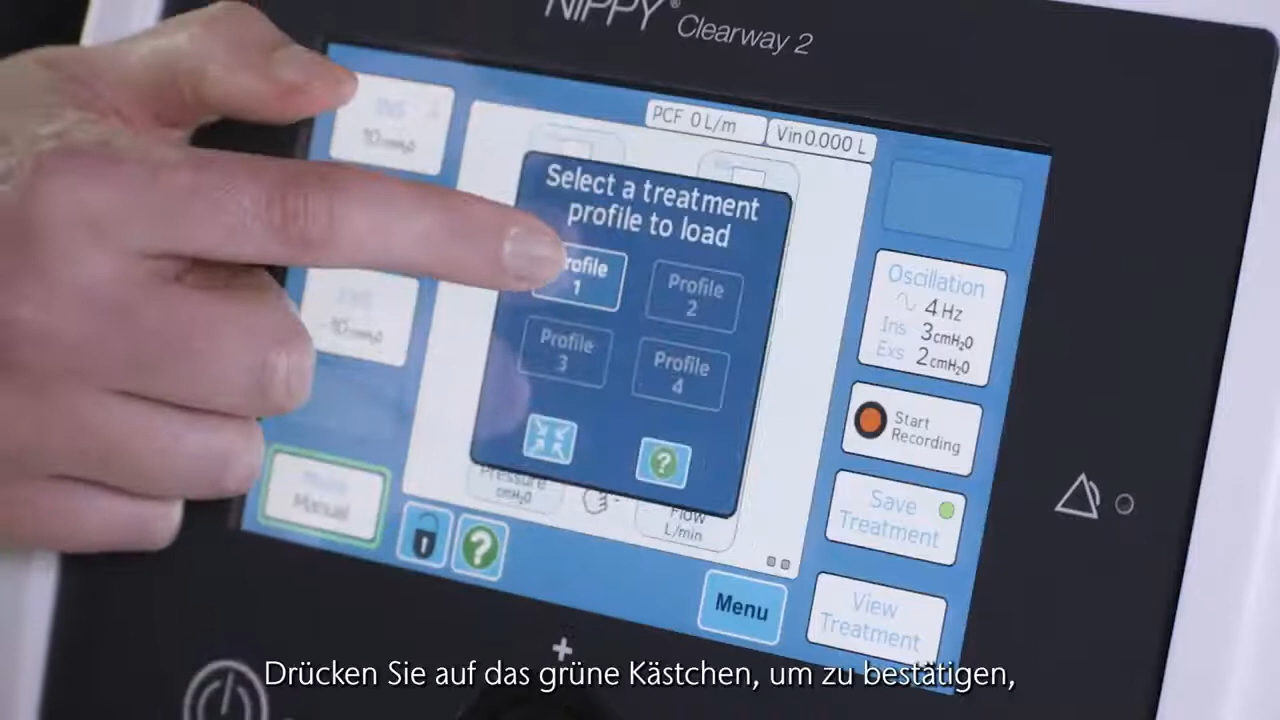 NIPPY® Clearway 2
PCF 0 L/m
Vin 0.000 L
INS
Select a treatment
profile to load
rofile
1
Profile
2
Profile
3
Profile
4
?
Oscillation
4 Hz
Ins 3 cmH₂O
Exs 2 cmH₂O
Start
Recording
Save
Treatment
View
Treatment
Manual
Pressure
cmH₂O
Flow
L/min
?
Menu
+
Drücken Sie auf das grüne Kästchen, um zu bestätigen,